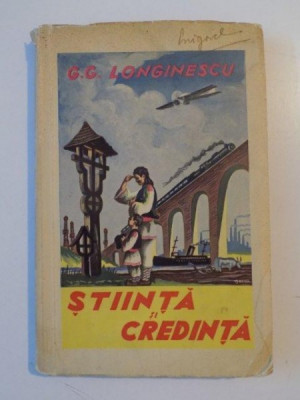 G.G. LONGINESCU
ȘTIINȚĂ
ȘI
CREDINȚĂ